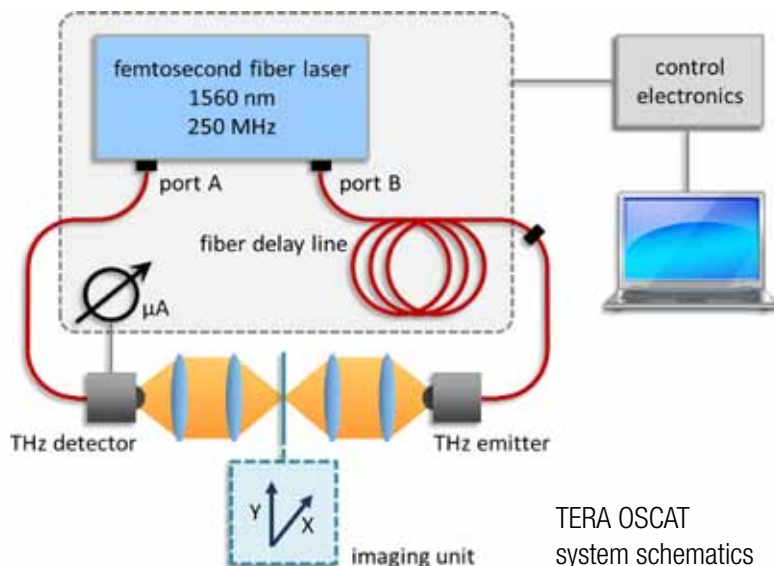 femtosecond fiber laser
1560 nm
250 MHz
control
electronics
port A
port B
fiber delay line
µA
THz detector
THz emitter
Y
X
imaging unit
TERA OSCAT
system schematics